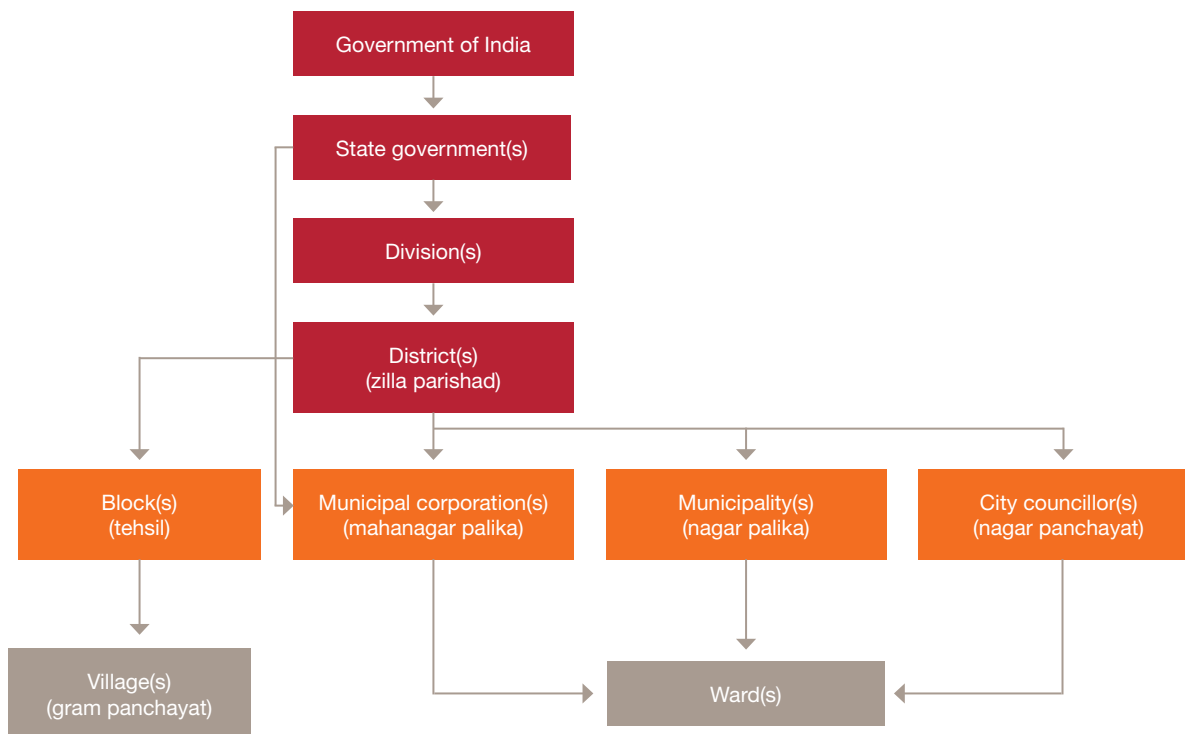 Government of India
State government(s)
Division(s)
District(s)
(zilla parishad)
Block(s)
(tehsil)
Municipal corporation(s)
(mahanagar palika)
Municipality(s)
(nagar palika)
City councillor(s)
(nagar panchayat)
Village(s)
(gram panchayat)
Ward(s)